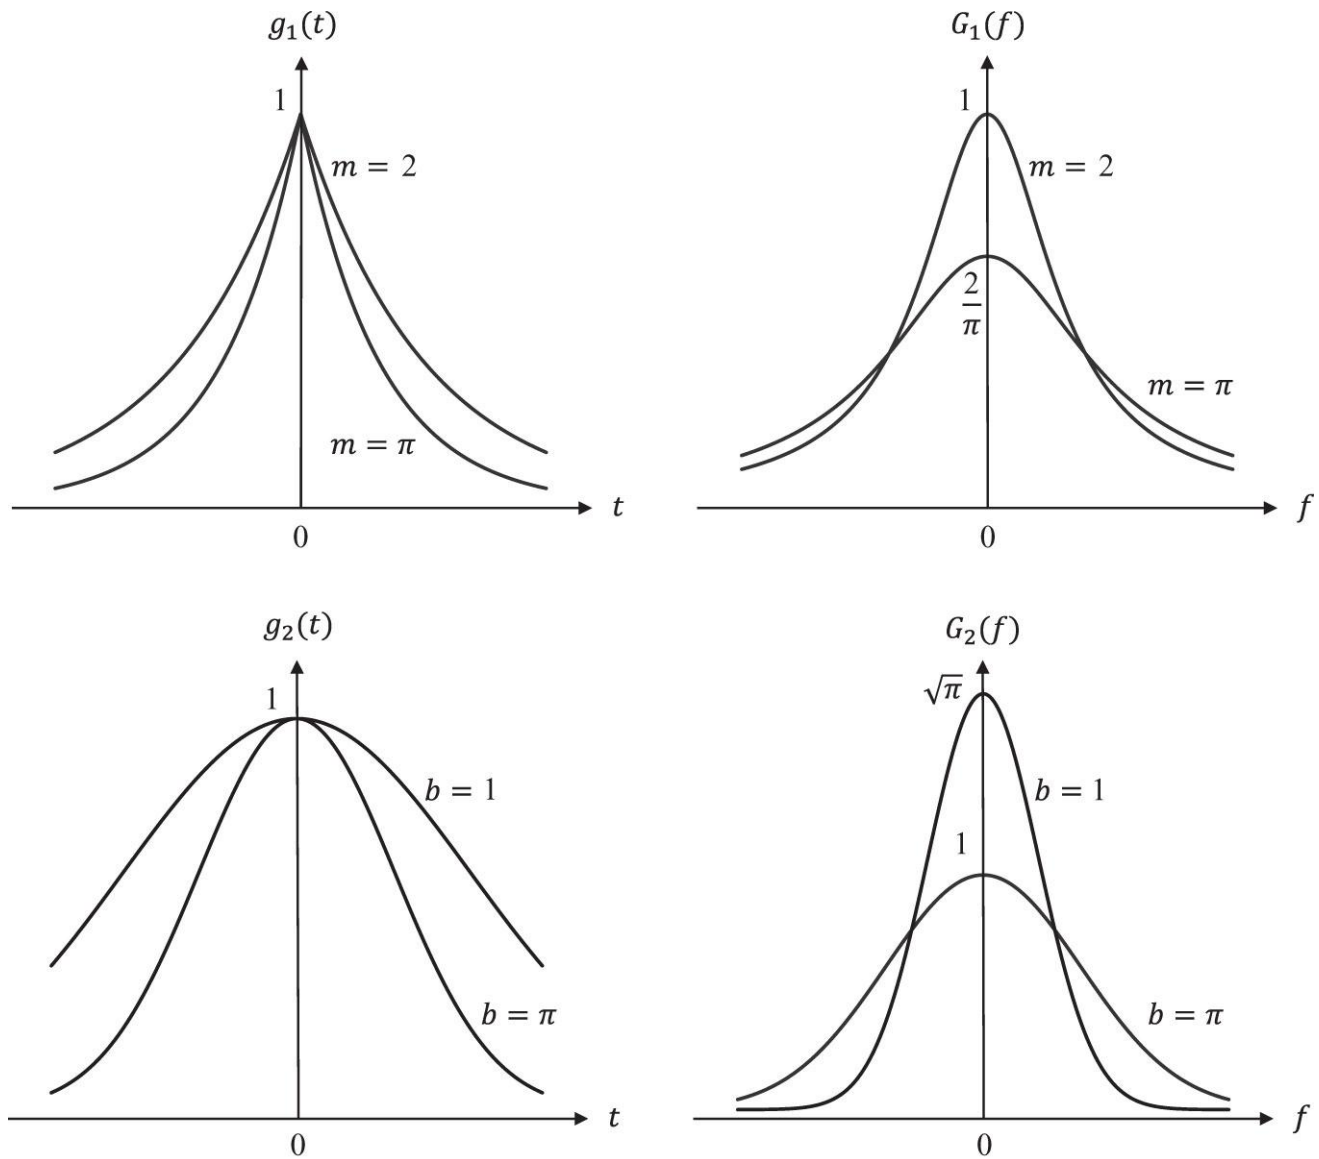 g₁(t)
1
m = 2
m = π
t
0
G₁(f)
1
m = 2
2/π
m = π
f
0
g₂(t)
1
b = 1
b = π
t
0
G₂(f)
√π
b = 1
1
b = π
f
0